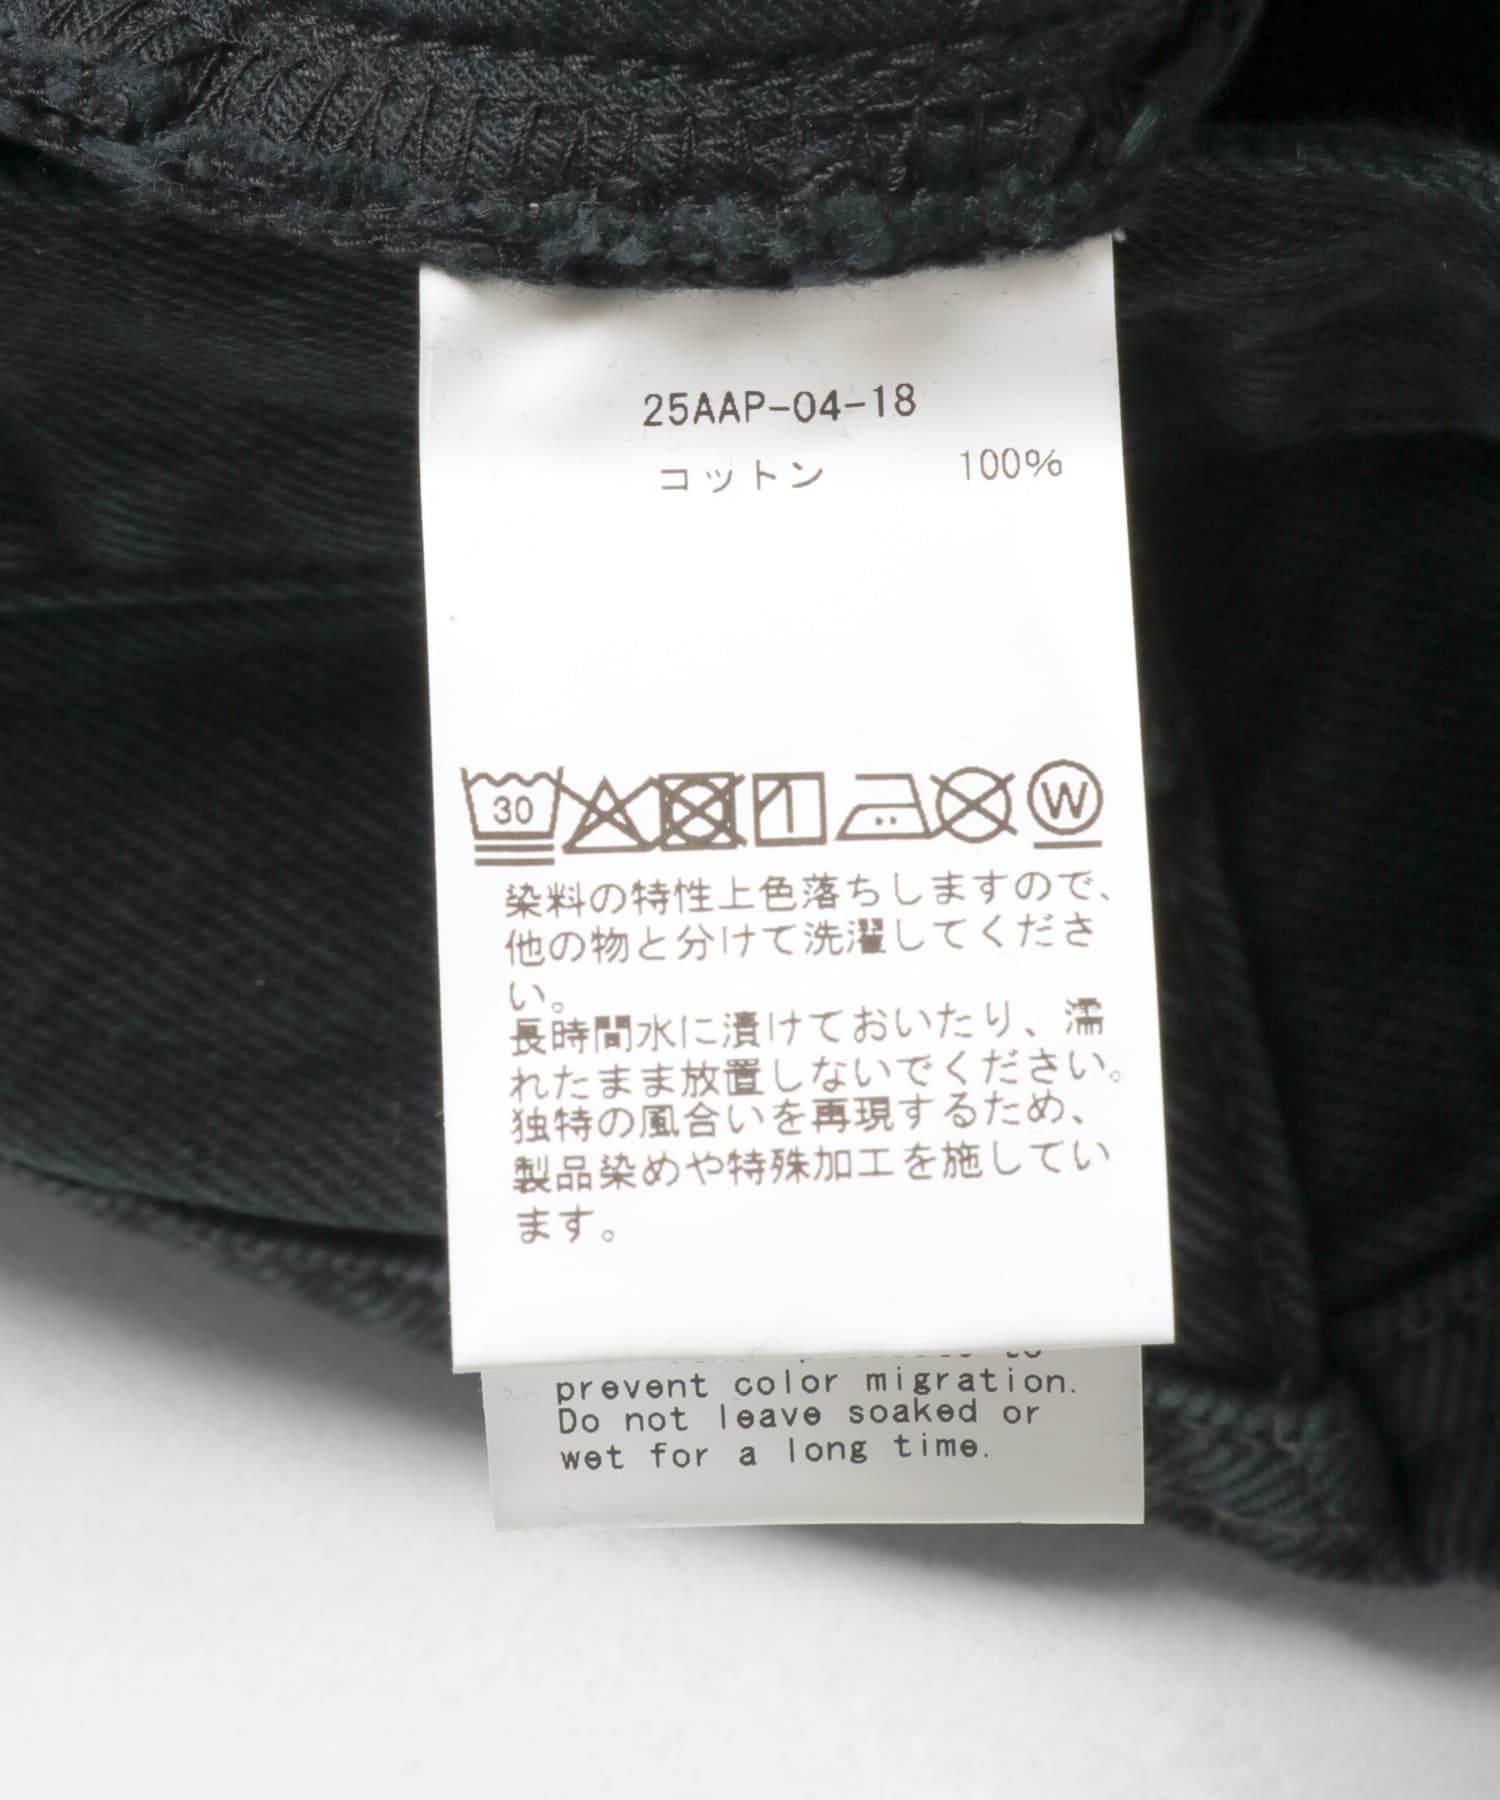 25AAP-04-18
コットン 100%
30
W
染料の特性上色落ちしますので、
他の物と分けて洗濯してくださ
い。
長時間水に漬けておいたり、濡
れたまま放置しないでください。
独特の風合いを再現するため、
製品染めや特殊加工を施してい
ます。
prevent color migration.
Do not leave soaked or
wet for a long time.